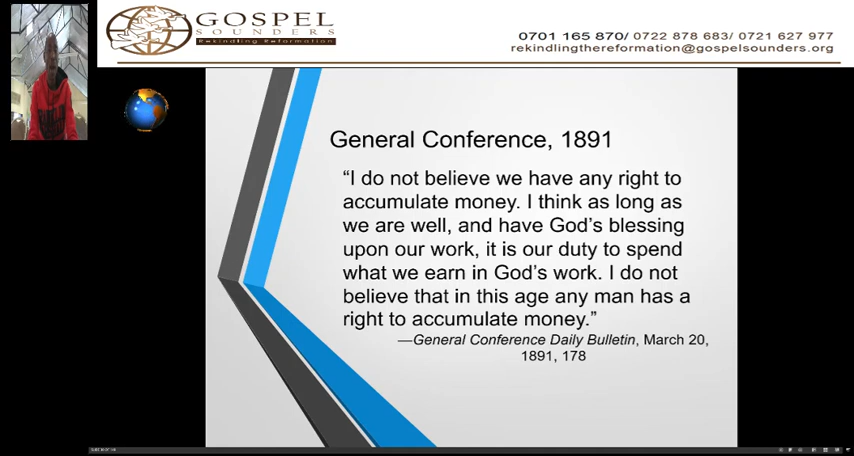 GOSPEL
SOUNDERS
Rekindling Reformation
0701 165 870/ 0722 878 683/ 0721 627 977
rekindlingthereformation@gospelsounders.org
General Conference, 1891
“I do not believe we have any right to
accumulate money. I think as long as
we are well, and have God’s blessing
upon our work, it is our duty to spend
what we earn in God’s work. I do not
believe that in this age any man has a
right to accumulate money.”
—General Conference Daily Bulletin, March 20,
1891, 178